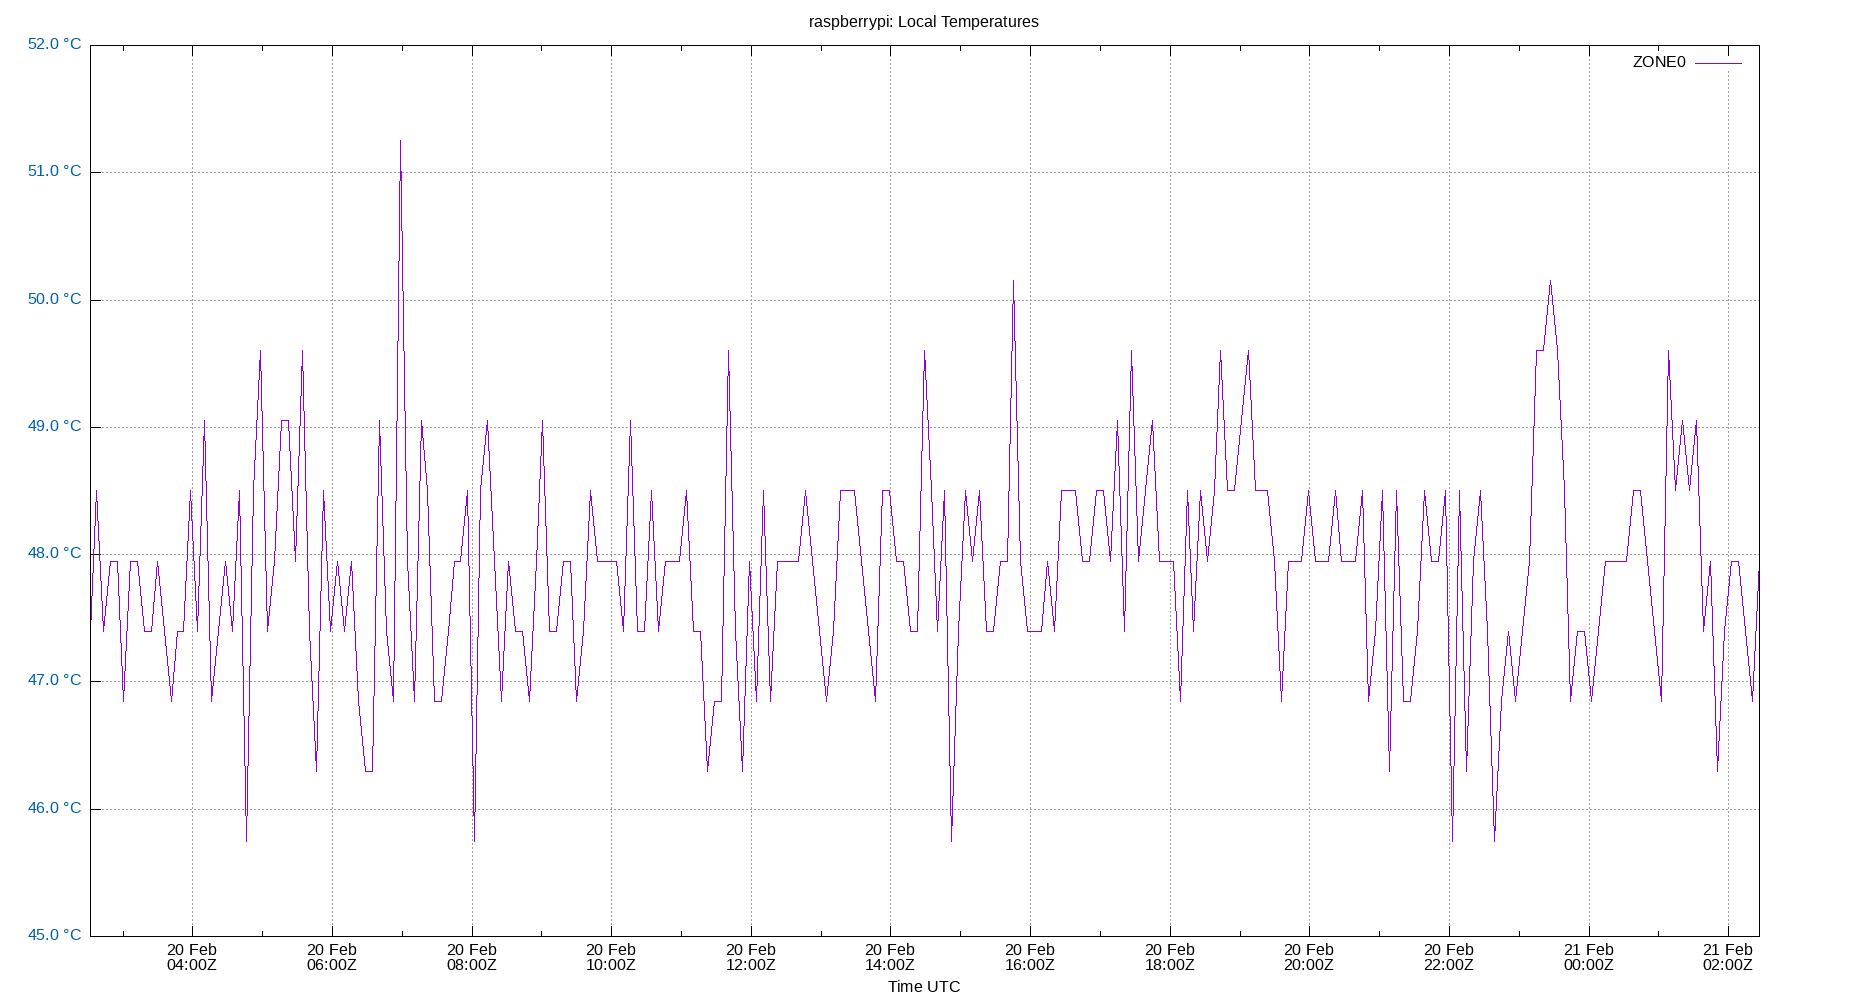 raspberrypi: Local Temperatures
52.0 °C
ZONE0
51.0 °C
50.0 °C
49.0 °C
48.0 °C
47.0 °C
46.0 °C
45.0 °C
20 Feb 20 Feb 20 Feb 20 Feb 20 Feb 20 Feb 20 Feb 20 Feb 20 Feb 20 Feb 21 Feb 21 Feb
04:00Z 06:00Z 08:00Z 10:00Z 12:00Z 14:00Z 16:00Z 18:00Z 20:00Z 22:00Z 00:00Z 02:00Z
Time UTC